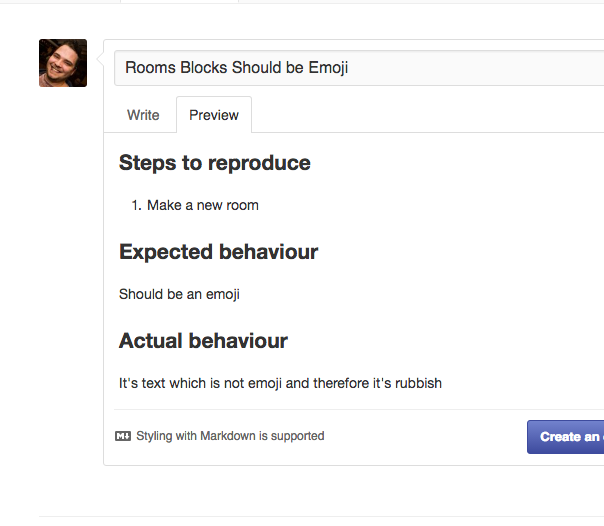 Rooms Blocks Should be Emoji
Write Preview
Steps to reproduce
1. Make a new room
Expected behaviour
Should be an emoji
Actual behaviour
It's text which is not emoji and therefore it's rubbish
Styling with Markdown is supported
Create an